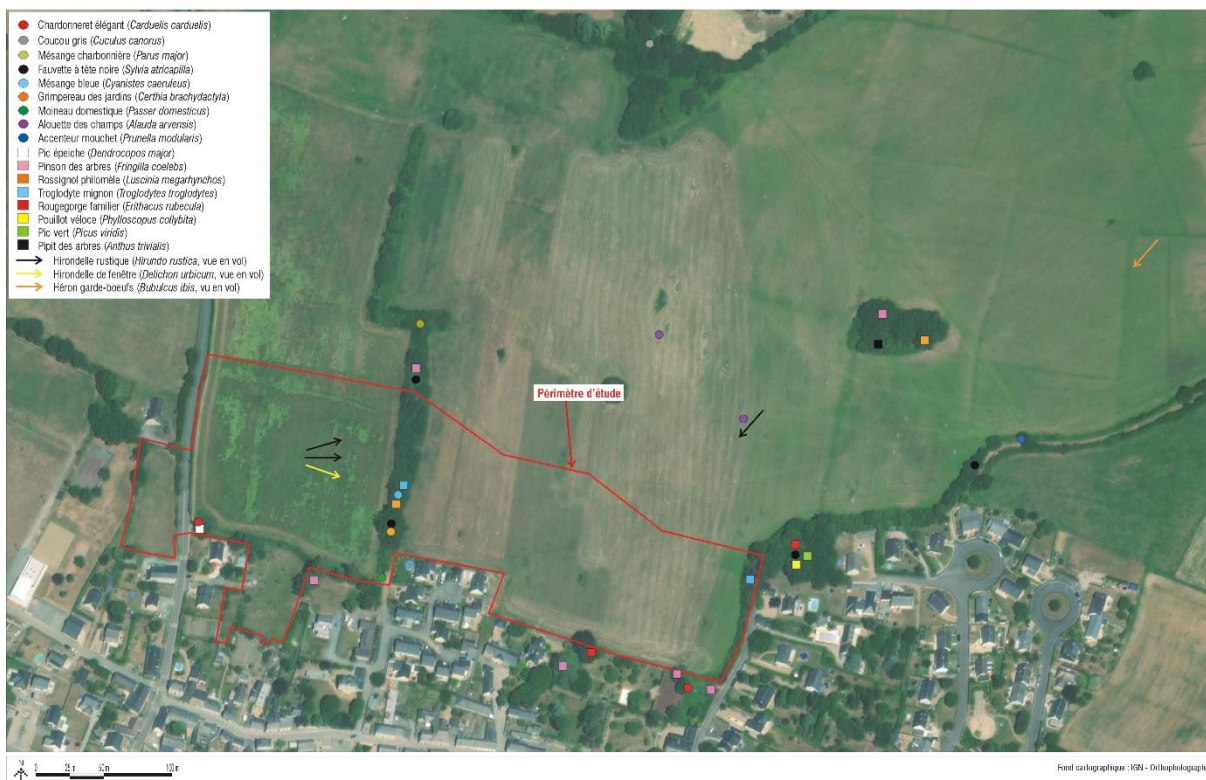 Chardonneret élégant (Carduelis carduelis)
Coucou gris (Cuculus canorus)
Mésange charbonnière (Parus major)
Fauvette à tête noire (Sylvia atricapilla)
Mésange bleue (Cyanistes caeruleus)
Grimpereau des jardins (Certhia brachydactyla)
Moineau domestique (Passer domesticus)
Alouette des champs (Alauda arvensis)
Accenteur mouchet (Prunella modularis)
Pic épeiche (Dendrocopos major)
Pinson des arbres (Fringilla coelebs)
Rossignol philomèle (Luscinia megarhynchos)
Troglodyte mignon (Troglodytes troglodytes)
Rougegorge familier (Erithacus rubecula)
Pouillot véloce (Phylloscopus collybita)
Pic vert (Picus viridis)
Pipit des arbres (Anthus trivialis)
Hirondelle rustique (Hirundo rustica, vue en vol)
Hirondelle de fenêtre (Delichon urbicum, vue en vol)
Héron garde-boeufs (Bubulcus ibis, vu en vol)
Périmètre d'étude
N
0 25 m 50 m 100 m
Fond cartographique : IGN - Orthophotographi